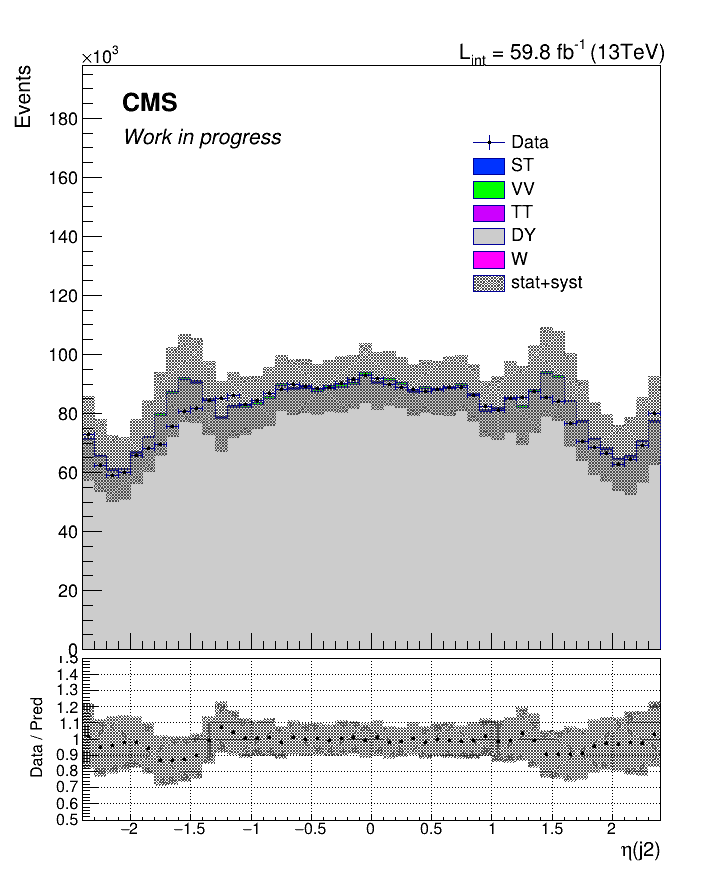 ×10³
L_int = 59.8 fb⁻¹ (13TeV)
Events
CMS
Work in progress
Data
ST
VV
TT
DY
W
stat+syst
180
160
140
120
100
80
60
40
20
0
Data / Pred
1.5
1.4
1.3
1.2
1.1
1
0.9
0.8
0.7
0.6
0.5
−2 −1.5 −1 −0.5 0 0.5 1 1.5 2
η(j2)